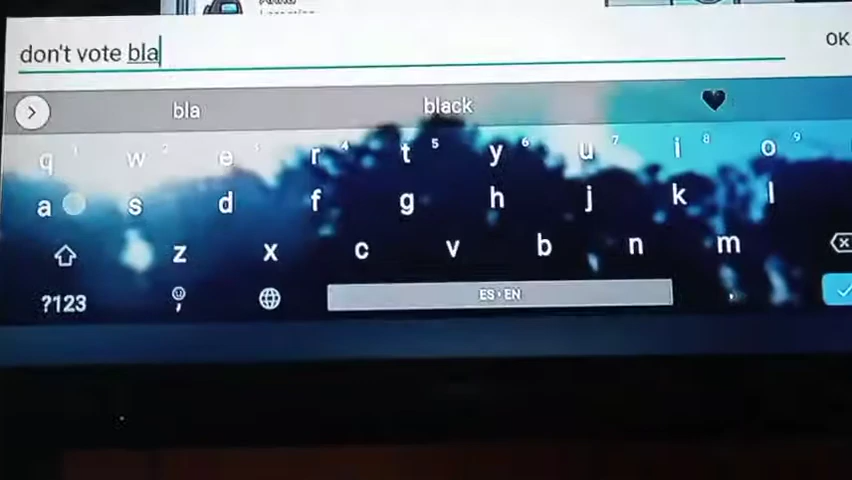 don't vote bla
OK
bla black
q 1 w 2 e 3 r 4 t 5 y 6 u 7 i 8 o 9
a s d f g h j k l
z x c v b n m
?123 , ES • EN .